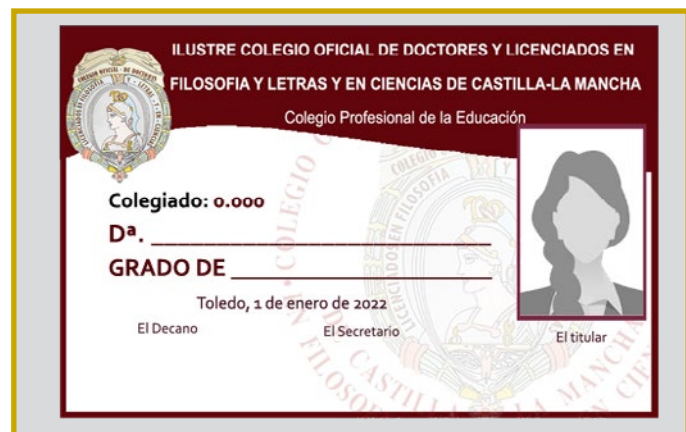 ILUSTRE COLEGIO OFICIAL DE DOCTORES Y LICENCIADOS EN
FILOSOFIA Y LETRAS Y EN CIENCIAS DE CASTILLA-LA MANCHA
Colegio Profesional de la Educación
Colegiado: 0.000
Dª. ___________________________
GRADO DE ____________________
Toledo, 1 de enero de 2022
El Decano
El Secretario
El titular